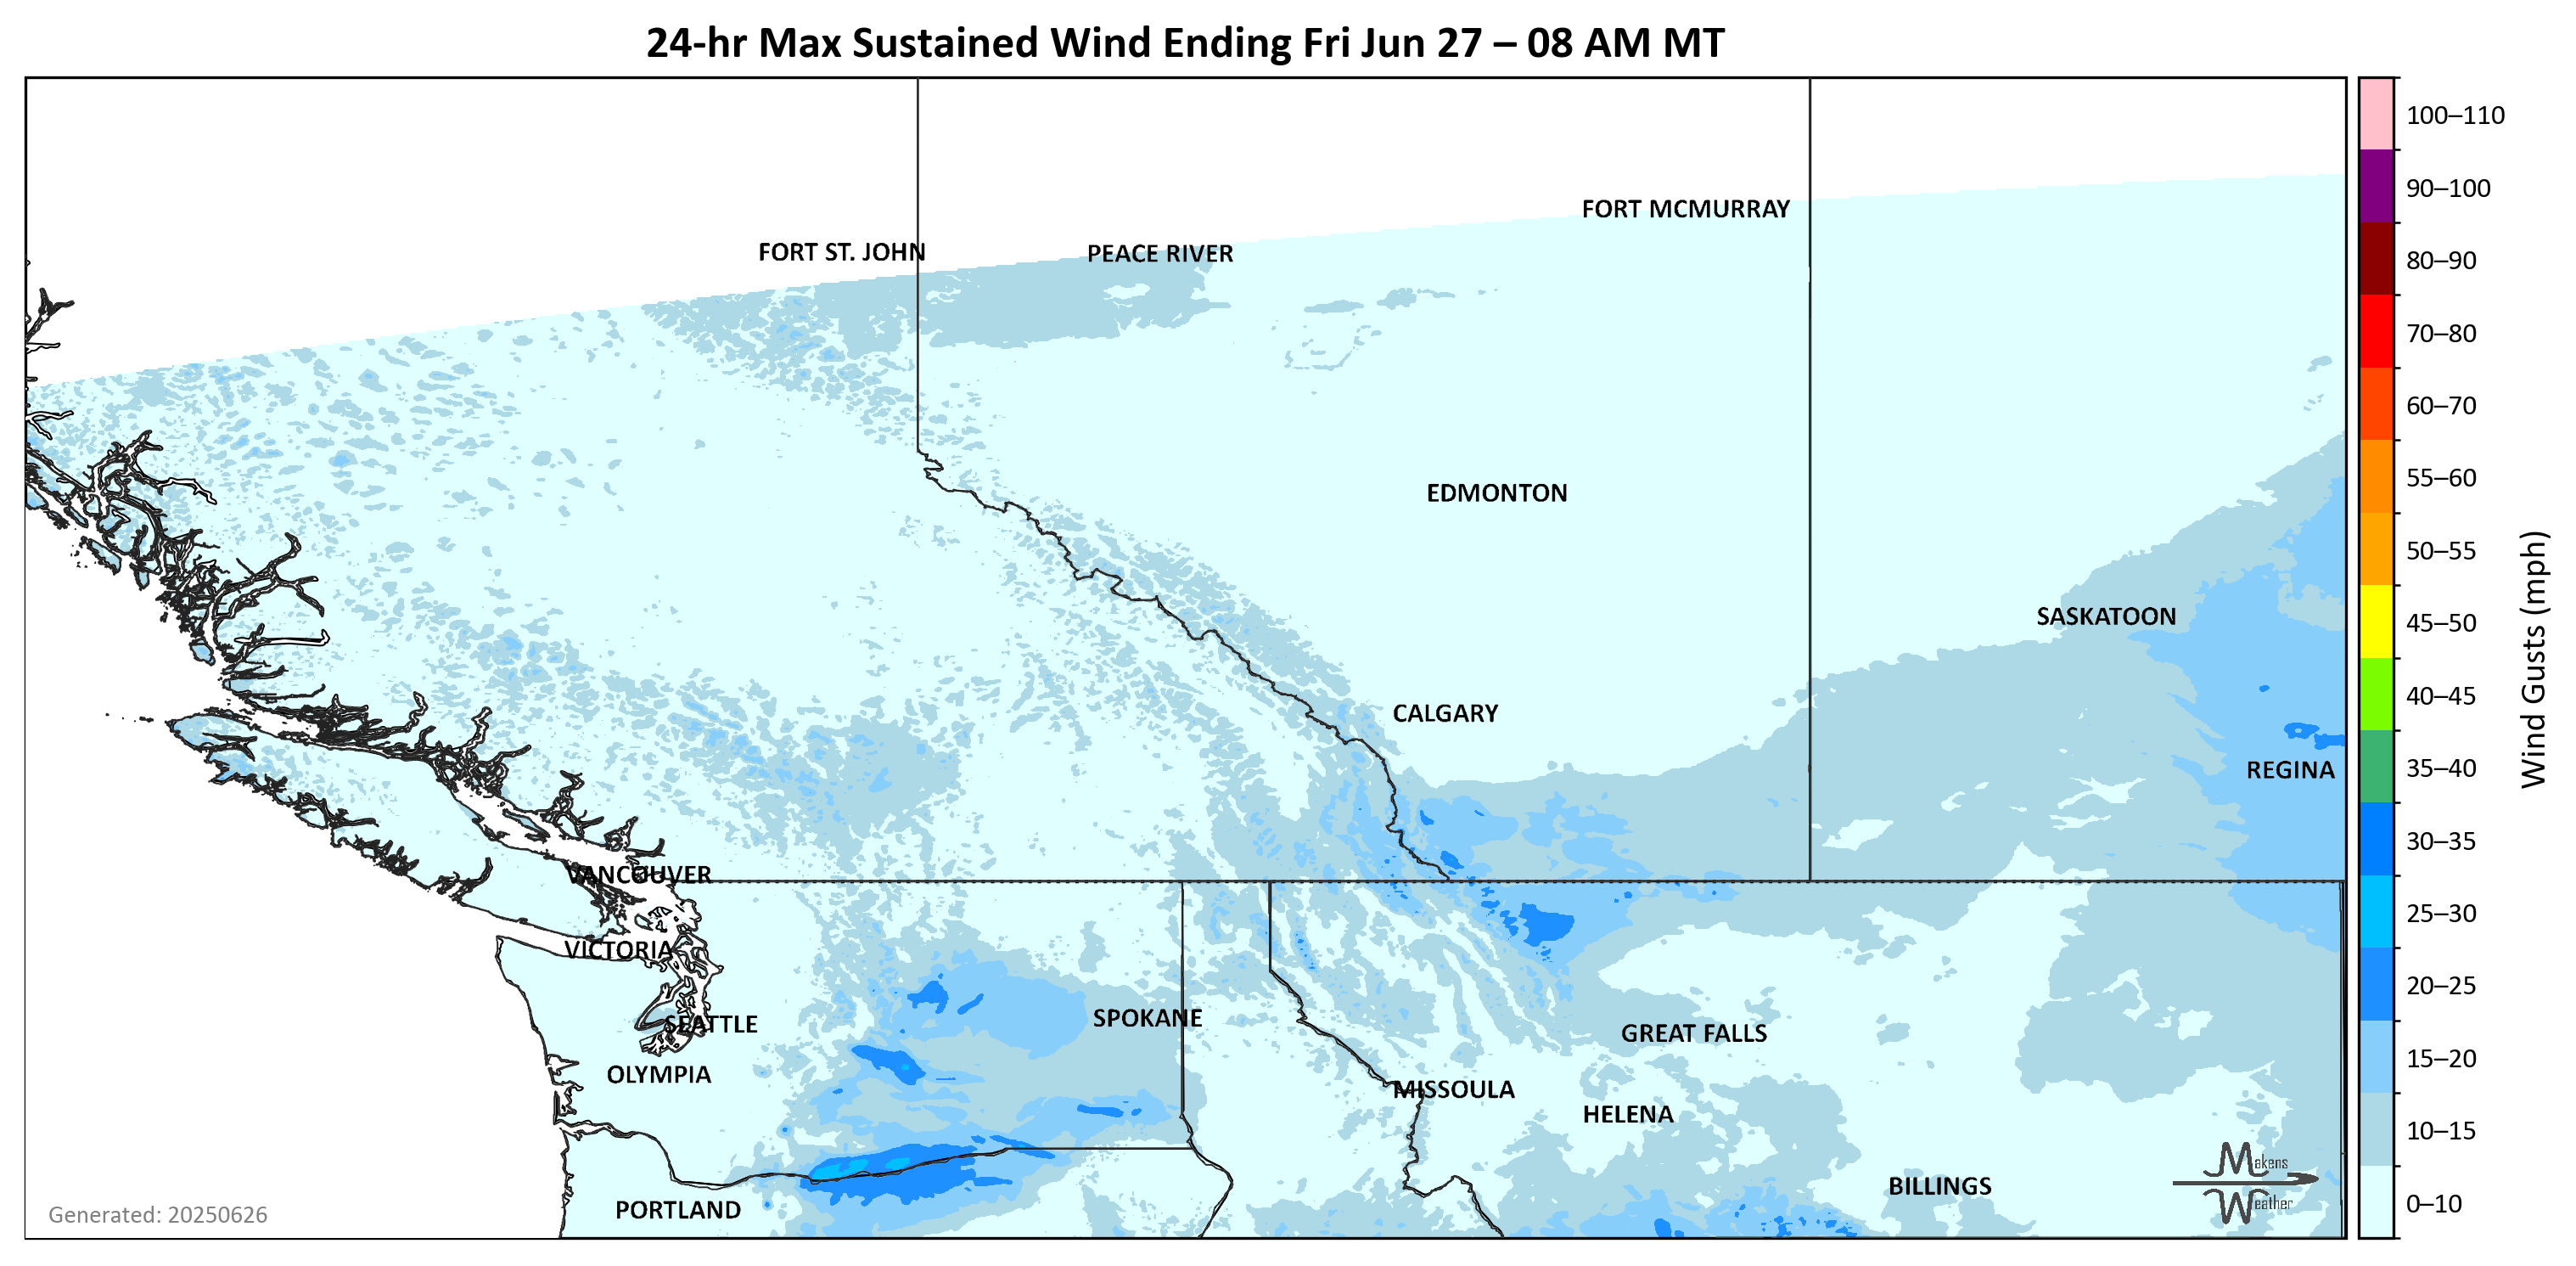 24-hr Max Sustained Wind Ending Fri Jun 27 – 08 AM MT
100–110
90–100
80–90
70–80
60–70
55–60
50–55
45–50
40–45
35–40
30–35
25–30
20–25
15–20
10–15
0–10
Wind Gusts (mph)
FORT MCMURRAY
FORT ST. JOHN
PEACE RIVER
EDMONTON
SASKATOON
CALGARY
REGINA
VANCOUVER
VICTORIA
SEATTLE
SPOKANE
GREAT FALLS
OLYMPIA
MISSOULA
HELENA
BILLINGS
PORTLAND
Makens
Weather
Generated: 20250626